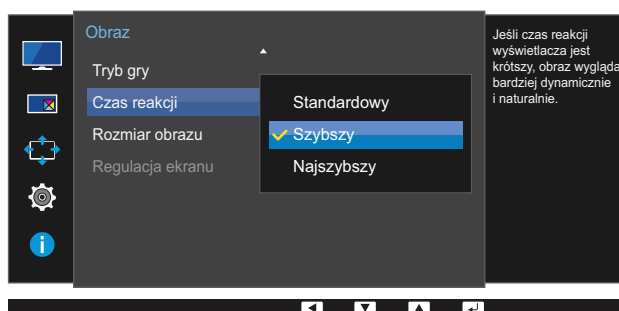 Obraz
Tryb gry
Czas reakcji
Rozmiar obrazu
Regulacja ekranu
Standardowy
Szybszy
Najszybszy
Jeśli czas reakcji
wyświetlacza jest
krótszy, obraz wygląda
bardziej dynamicznie
i naturalnie.